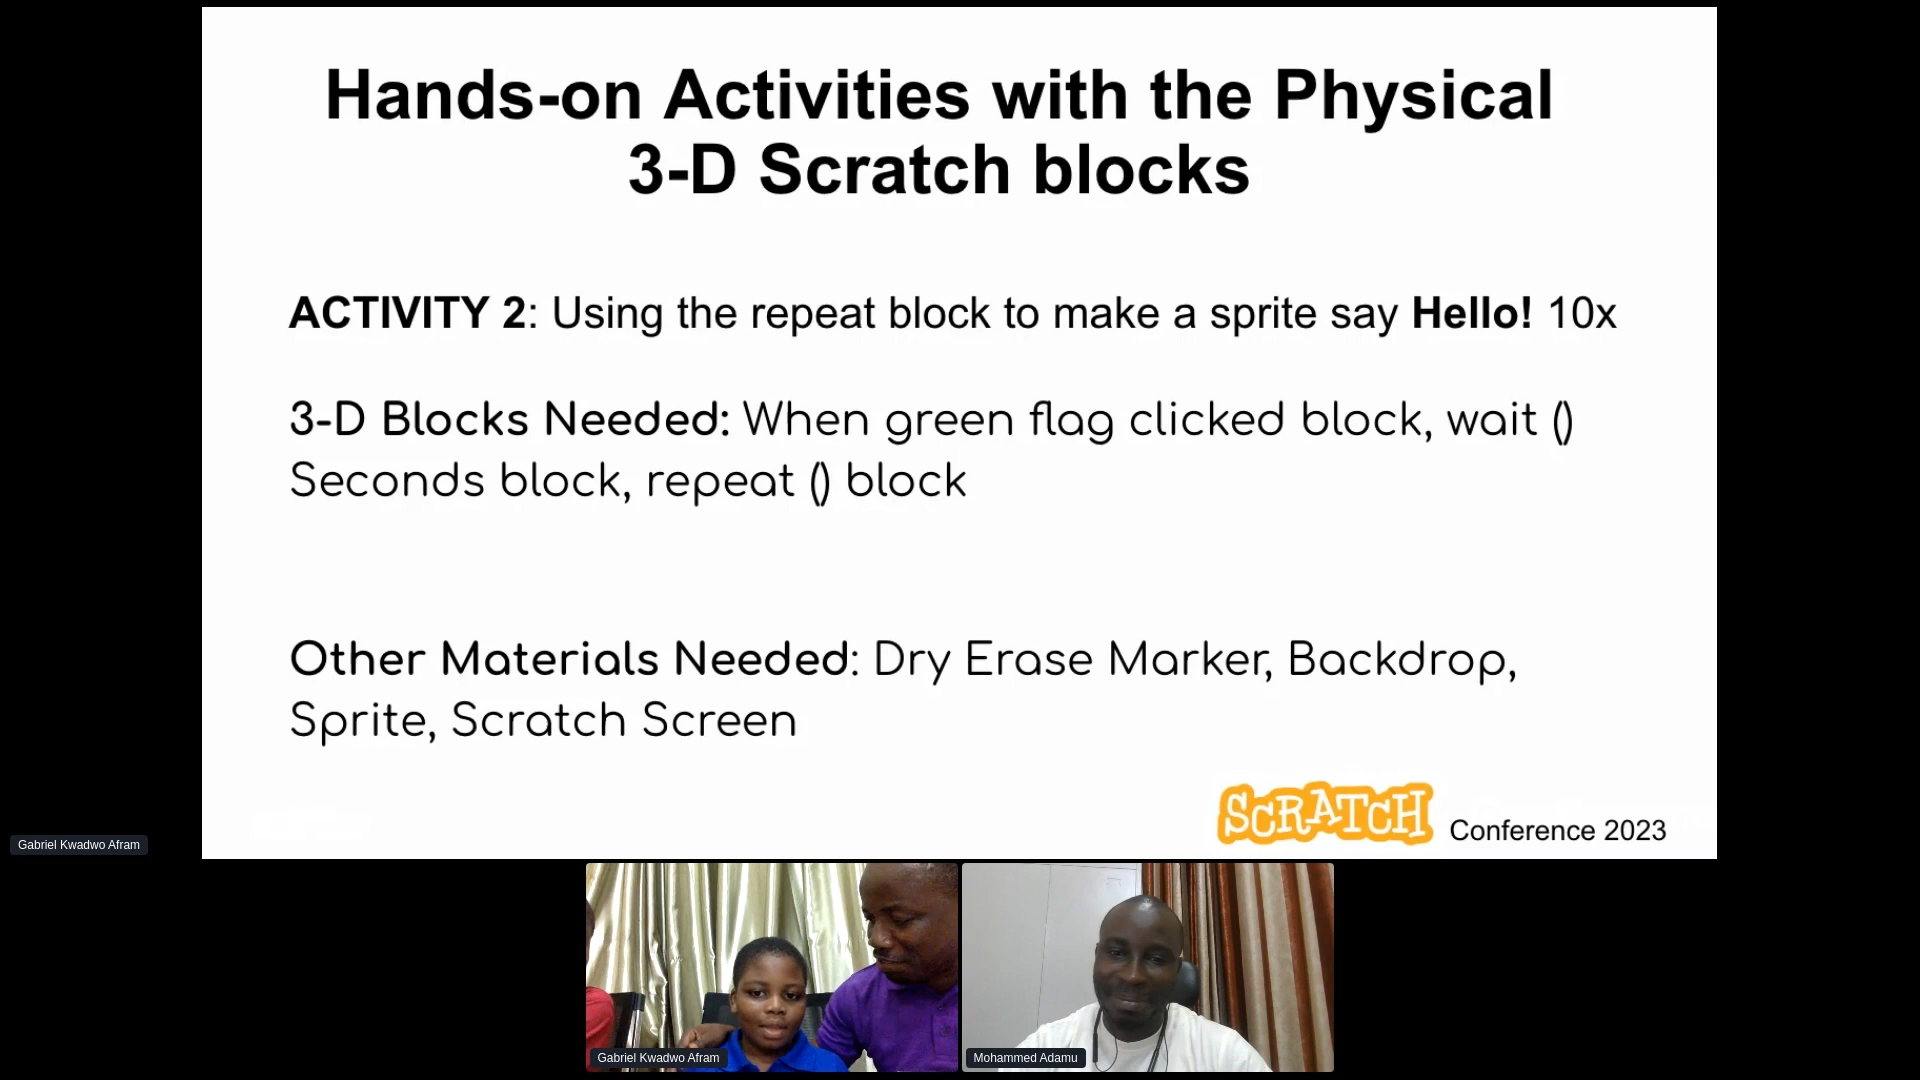 Hands-on Activities with the Physical
3-D Scratch blocks
ACTIVITY 2: Using the repeat block to make a sprite say Hello! 10x
3-D Blocks Needed: When green flag clicked block, wait ()
Seconds block, repeat () block
Other Materials Needed: Dry Erase Marker, Backdrop,
Sprite, Scratch Screen
SCRATCH Conference 2023
Gabriel Kwadwo Afram
Gabriel Kwadwo Afram
Mohammed Adamu